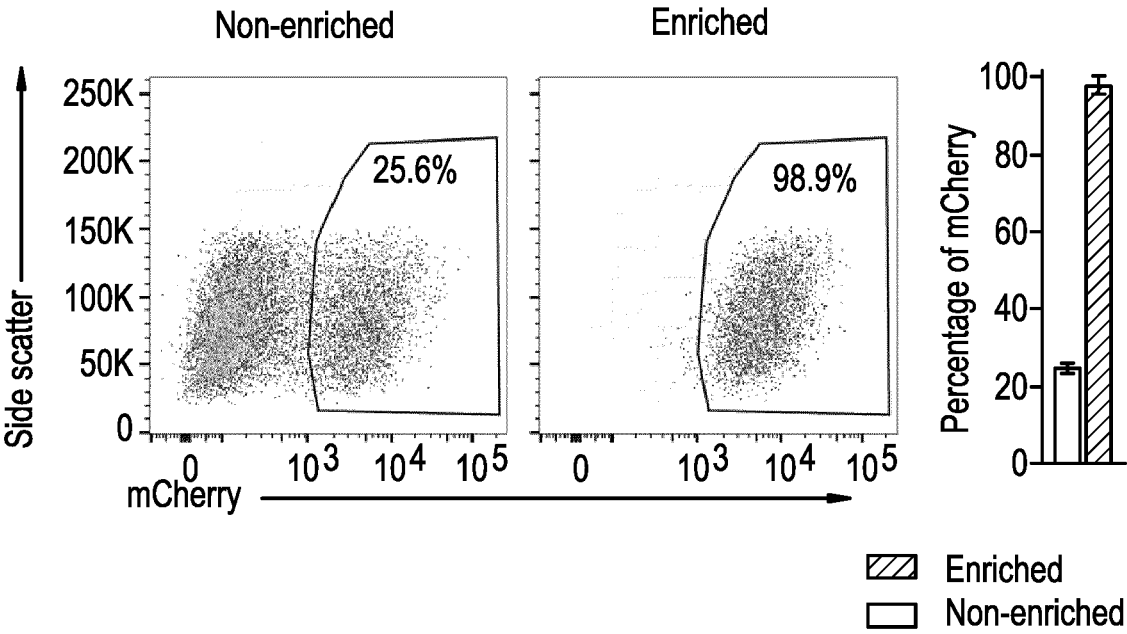 Non-enriched
Enriched
250K
200K
150K
100K
50K
0
Side scatter
25.6%
98.9%
0 10^3 10^4 10^5
0 10^3 10^4 10^5
mCherry
Percentage of mCherry
100
80
60
40
20
0
Enriched
Non-enriched